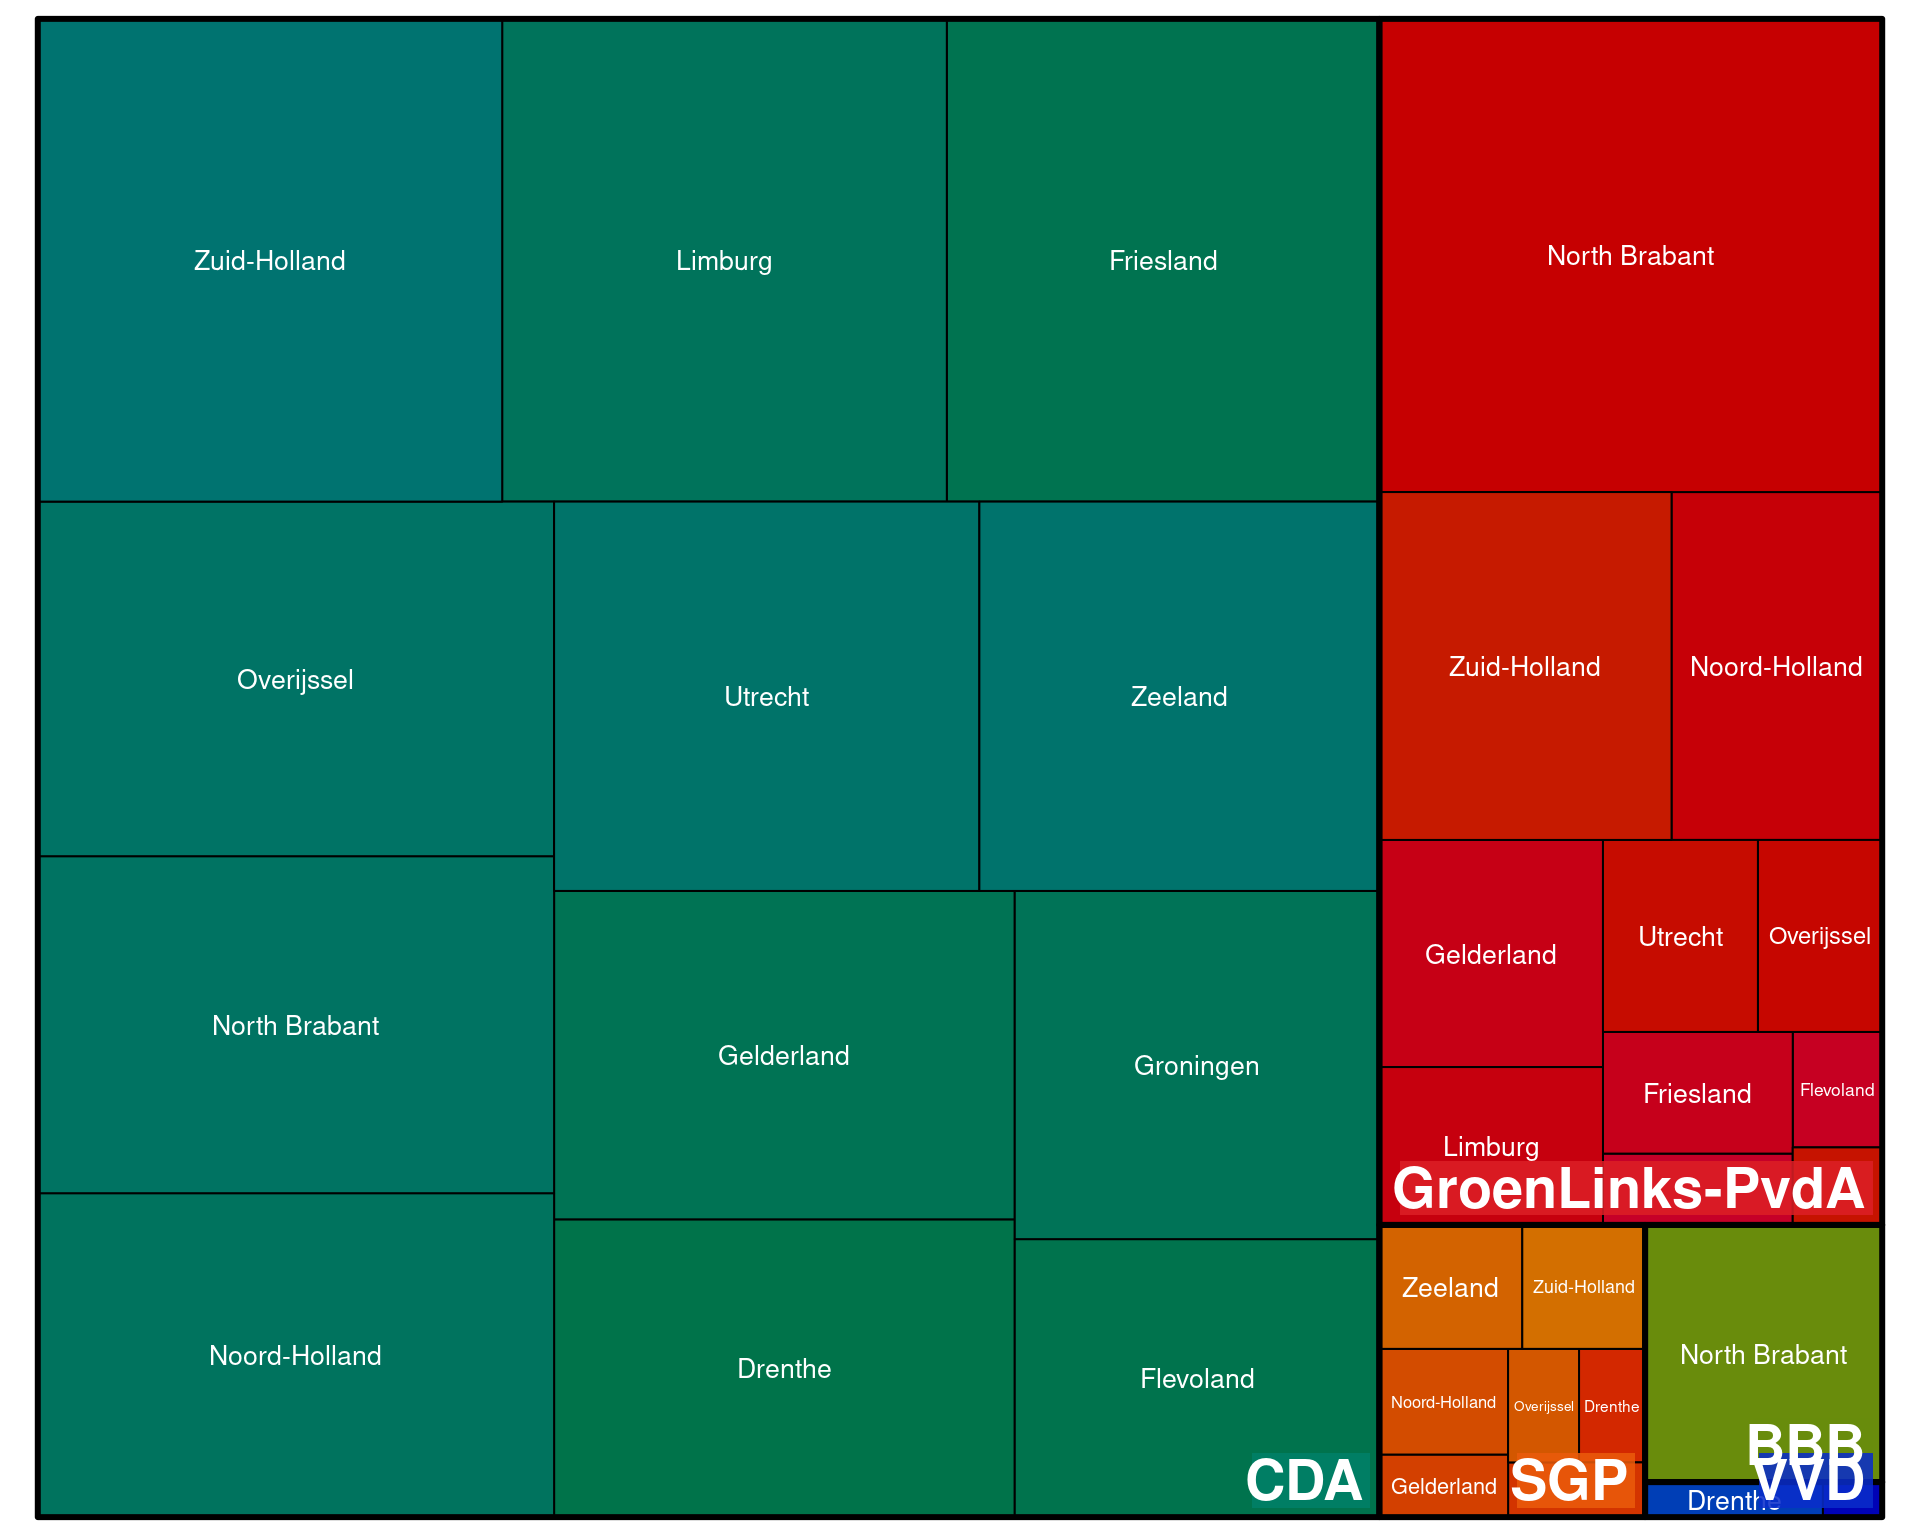 Zuid-Holland
Limburg
Friesland
Overijssel
Utrecht
Zeeland
North Brabant
Gelderland
Groningen
Noord-Holland
Drenthe
Flevoland
CDA
North Brabant
Zuid-Holland
Noord-Holland
Gelderland
Utrecht
Overijssel
Friesland
Flevoland
Limburg
GroenLinks-PvdA
Zeeland
Zuid-Holland
Noord-Holland
Overijssel
Drenthe
Gelderland
SGP
North Brabant
BBB
Drenthe
VVD